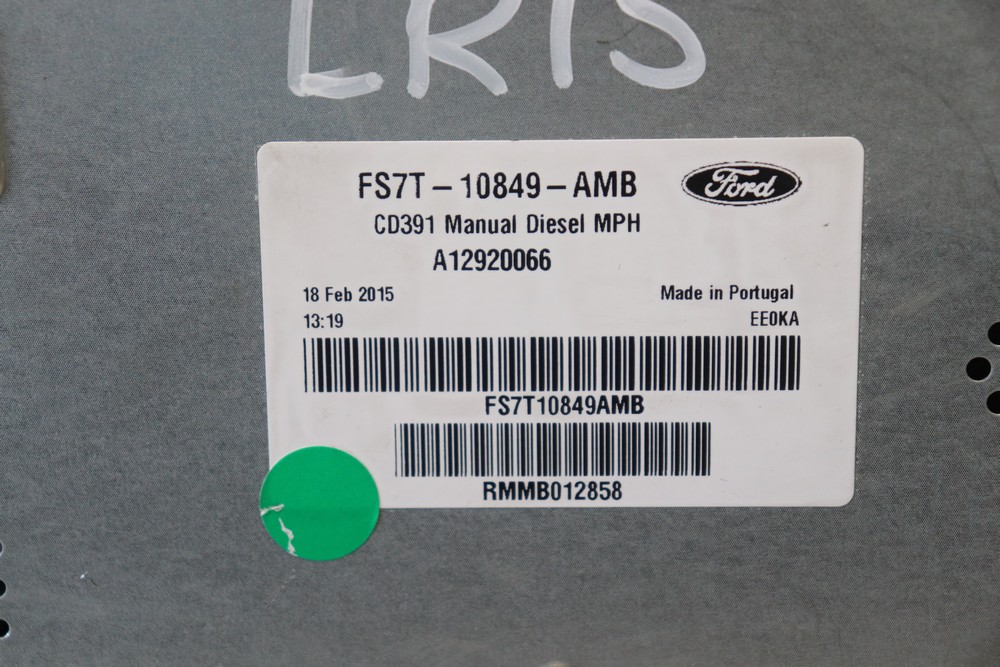 LR15
FS7T-10849-AMB
Ford
CD391 Manual Diesel MPH
A12920066
18 Feb 2015
Made in Portugal
13:19
EE0KA
FS7T10849AMB
RMMB012858